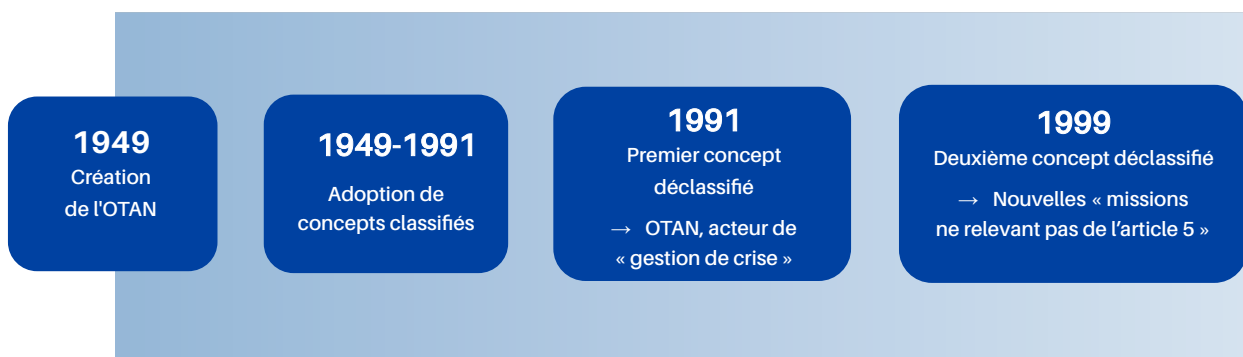 1949
Création
de l'OTAN
1949-1991
Adoption de
concepts classifiés
1991
Premier concept
déclassifié
→ OTAN, acteur de
« gestion de crise »
1999
Deuxième concept déclassifié
→ Nouvelles « missions
ne relevant pas de l’article 5 »